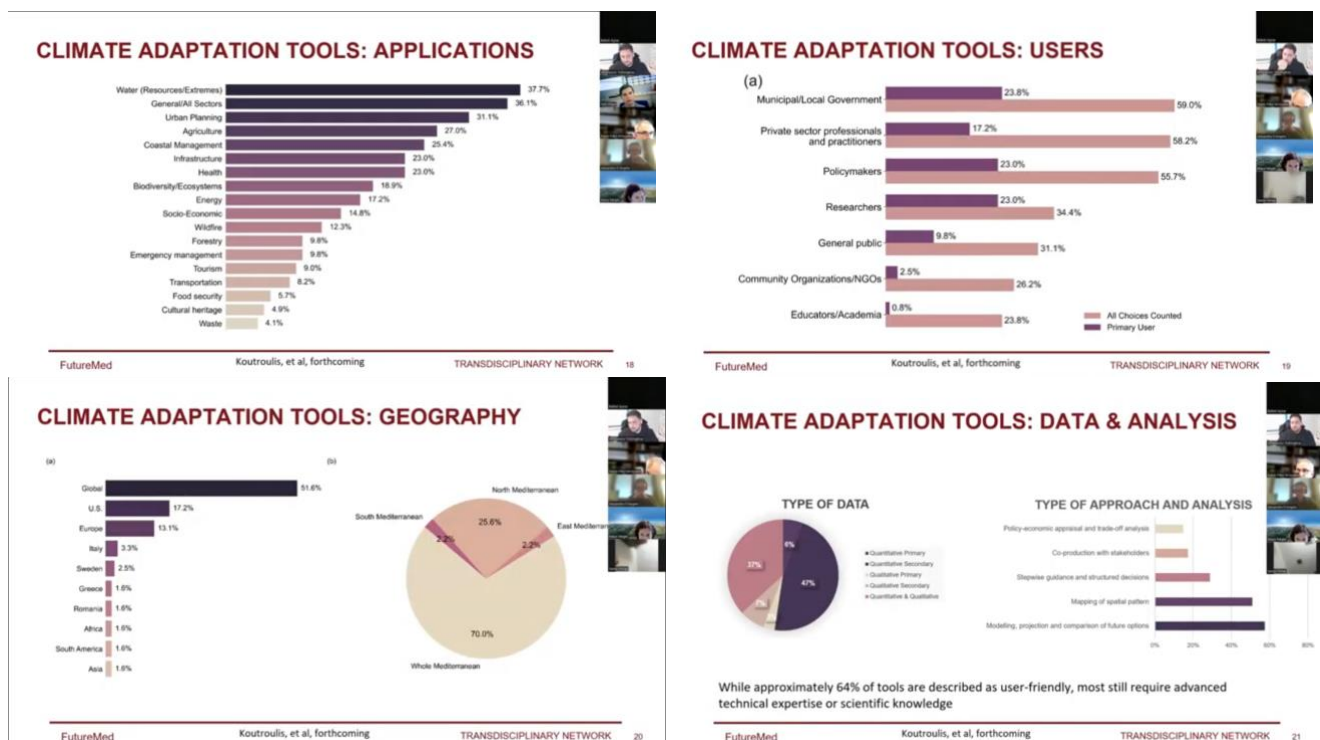 CLIMATE ADAPTATION TOOLS: APPLICATIONS
Water (Resources/Extremes) 37.7%
General/All Sectors 36.1%
Urban Planning 31.1%
Agriculture 27.0%
Coastal Management 25.4%
Infrastructure 23.0%
Health 23.0%
Biodiversity/Ecosystems 18.9%
Energy 17.2%
Socio-Economic 14.8%
Wildfire 12.3%
Forestry 9.8%
Emergency management 9.8%
Tourism 9.0%
Transportation 8.2%
Food security 5.7%
Cultural heritage 4.9%
Waste 4.1%
FutureMed Koutroulis, et al, forthcoming TRANSDISCIPLINARY NETWORK 18
CLIMATE ADAPTATION TOOLS: USERS
(a)
23.8%
Municipal/Local Government
59.0%
17.2%
Private sector professionals
and practitioners
58.2%
23.0%
Policymakers
55.7%
23.0%
Researchers
34.4%
9.8%
General public
31.1%
2.5%
Community Organizations/NGOs
26.2%
0.8%
Educators/Academia
23.8%
All Choices Counted
Primary User
FutureMed Koutroulis, et al, forthcoming TRANSDISCIPLINARY NETWORK 19
CLIMATE ADAPTATION TOOLS: GEOGRAPHY
(a)
Global 51.6%
U.S. 17.2%
Europe 13.1%
Italy 3.3%
Sweden 2.5%
Greece 1.6%
Romania 1.6%
Africa 1.6%
South America 1.6%
Asia 1.6%
(b)
North Mediterranean
South Mediterranean
East Mediterran
25.6%
2.2%
2.2%
70.0%
Whole Mediterranean
FutureMed Koutroulis, et al, forthcoming TRANSDISCIPLINARY NETWORK 20
CLIMATE ADAPTATION TOOLS: DATA & ANALYSIS
TYPE OF DATA
6%
37%
47%
7%
Quantitative Primary
Quantitative Secondary
Qualitative Primary
Qualitative Secondary
Quantitative & Qualitative
TYPE OF APPROACH AND ANALYSIS
Policy-economic appraisal and trade-off analysis
Co-production with stakeholders
Stepwise guidance and structured decisions
Mapping of spatial pattern
Modelling, projection and comparison of future options
0% 20% 40% 60% 80%
While approximately 64% of tools are described as user-friendly, most still require advanced
technical expertise or scientific knowledge
FutureMed Koutroulis, et al, forthcoming TRANSDISCIPLINARY NETWORK 21